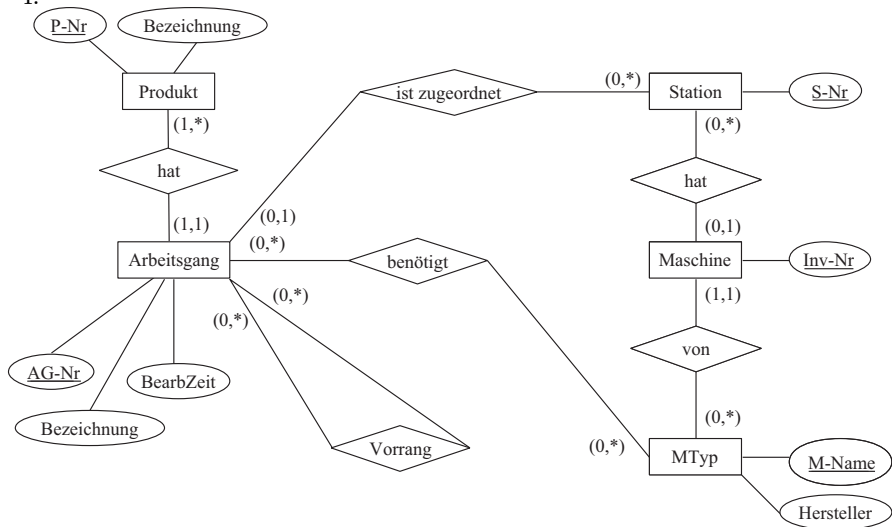 1.
P-Nr
Bezeichnung
Produkt
(1,*)
hat
(1,1)
ist zugeordnet
(0,*)
Station
S-Nr
(0,*)
hat
(0,1)
(0,1)
(0,*)
Arbeitsgang
benötigt
Maschine
Inv-Nr
(1,1)
(0,*)
(0,*)
von
AG-Nr
BearbZeit
Bezeichnung
Vorrang
(0,*)
(0,*)
MTyp
M-Name
Hersteller